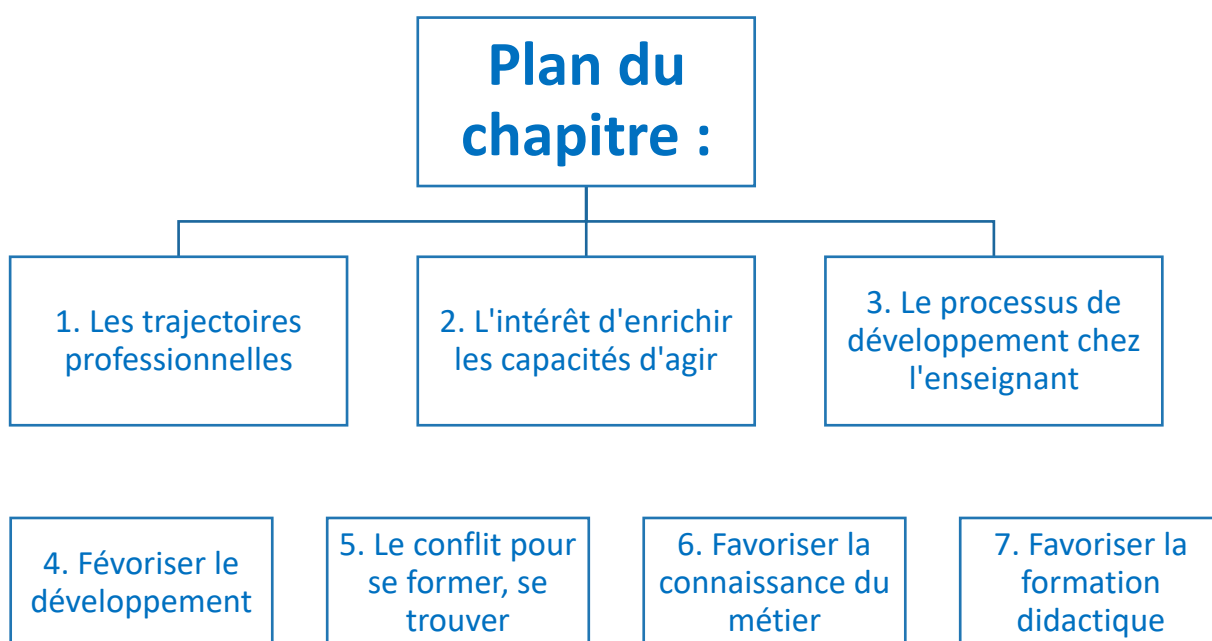 Plan du
chapitre :
1. Les trajectoires
professionnelles
2. L'intérêt d'enrichir
les capacités d'agir
3. Le processus de
développement chez
l'enseignant
4. Févoriser le
développement
5. Le conflit pour
se former, se
trouver
6. Favoriser la
connaissance du
métier
7. Favoriser la
formation
didactique